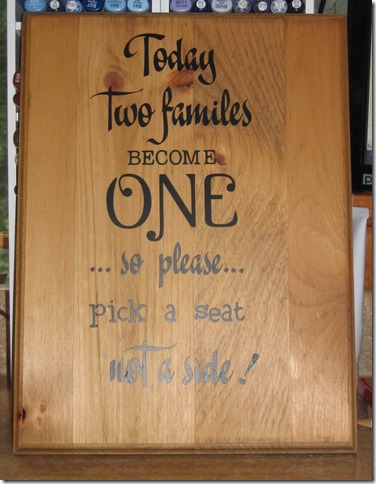 Today
two familes
BECOME
ONE
... so please...
pick a seat
not a side!